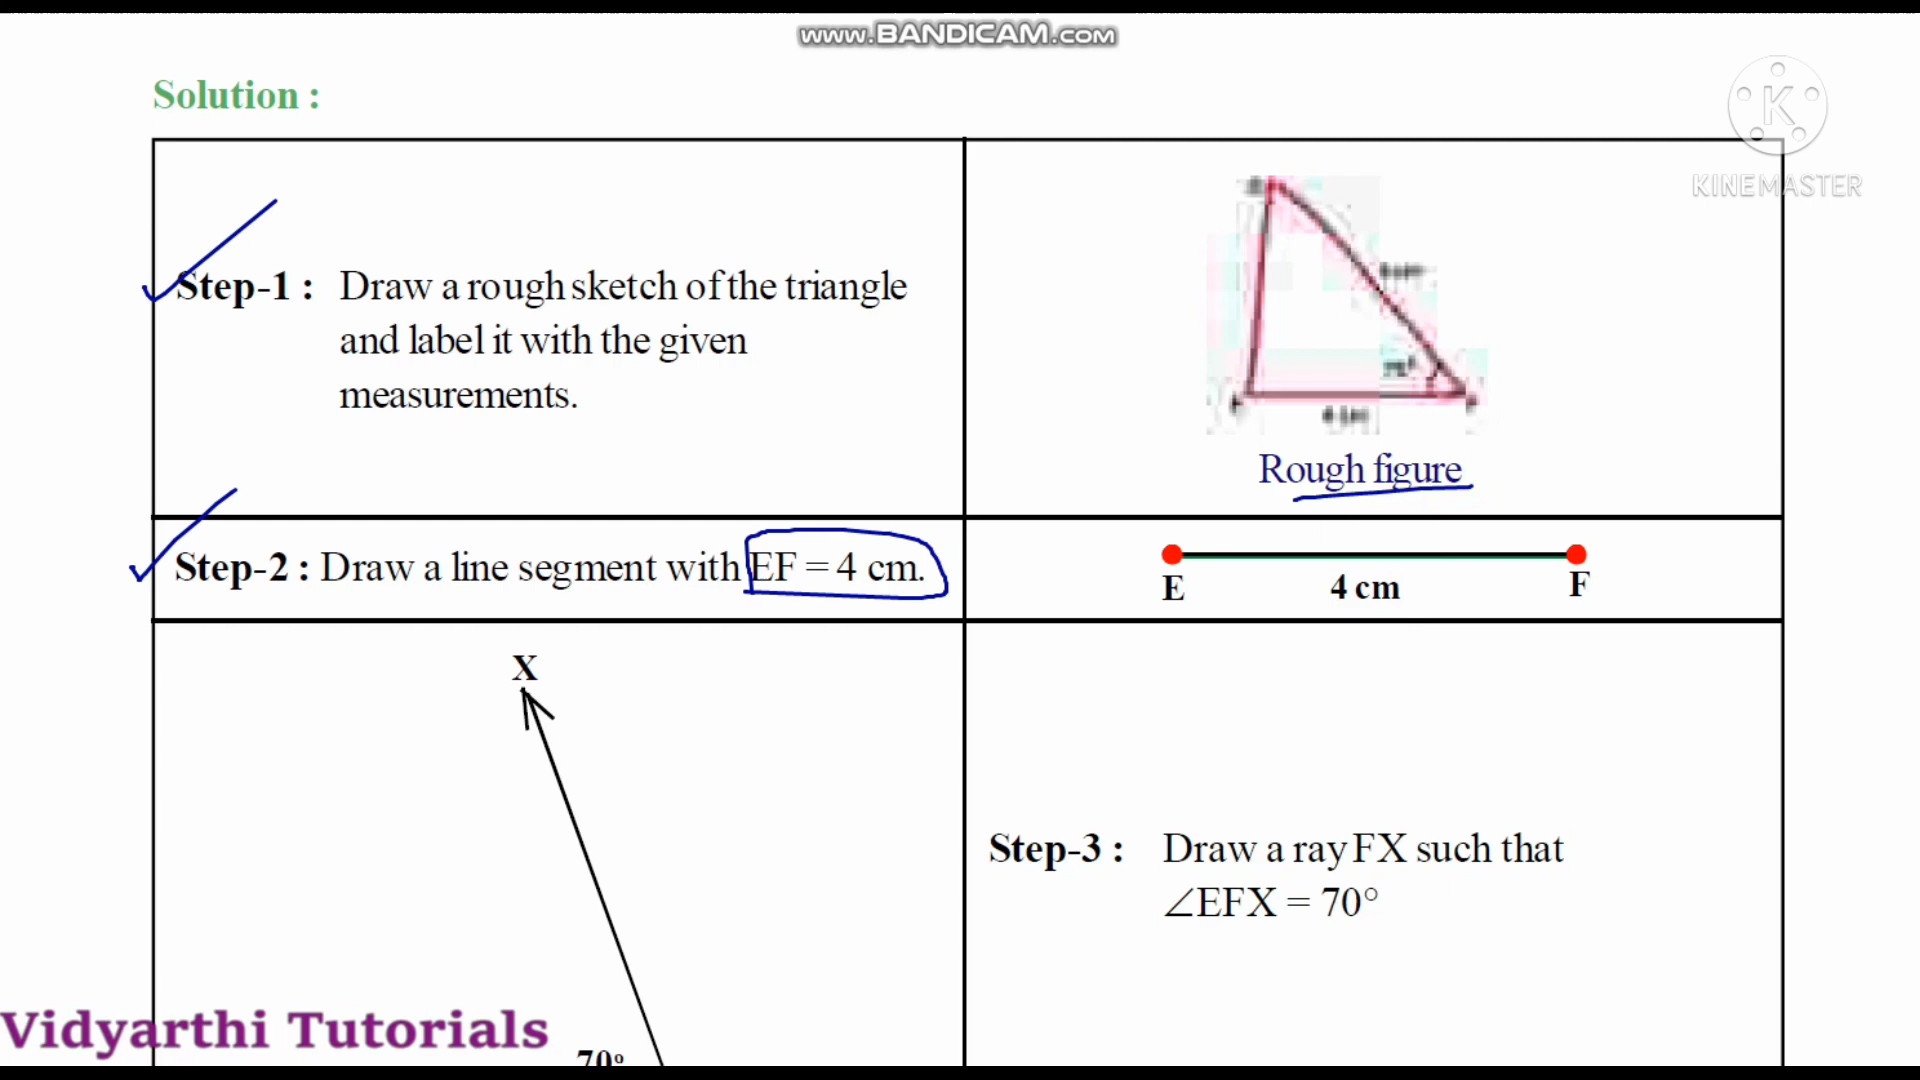 www.BANDICAM.com
K
KINEMASTER
Solution :
Step-1 : Draw a rough sketch of the triangle
and label it with the given
measurements.
Rough figure
Step-2 : Draw a line segment with EF = 4 cm.
E 4 cm F
X
70°
Step-3 : Draw a ray FX such that
∠EFX = 70°
Vidyarthi Tutorials